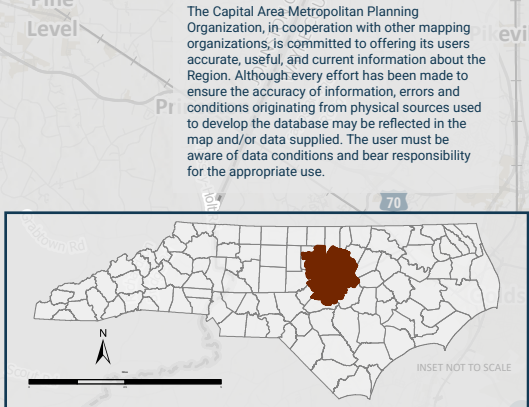 Pine
Level
The Capital Area Metropolitan Planning
Organization, in cooperation with other mapping
organizations, is committed to offering its users
accurate, useful, and current information about the
Region. Although every effort has been made to
ensure the accuracy of information, errors and
conditions originating from physical sources used
to develop the database may be reflected in the
map and/or data supplied. The user must be
aware of data conditions and bear responsibility
for the appropriate use.
Pikevi
Pri
70
N
INSET NOT TO SCALE